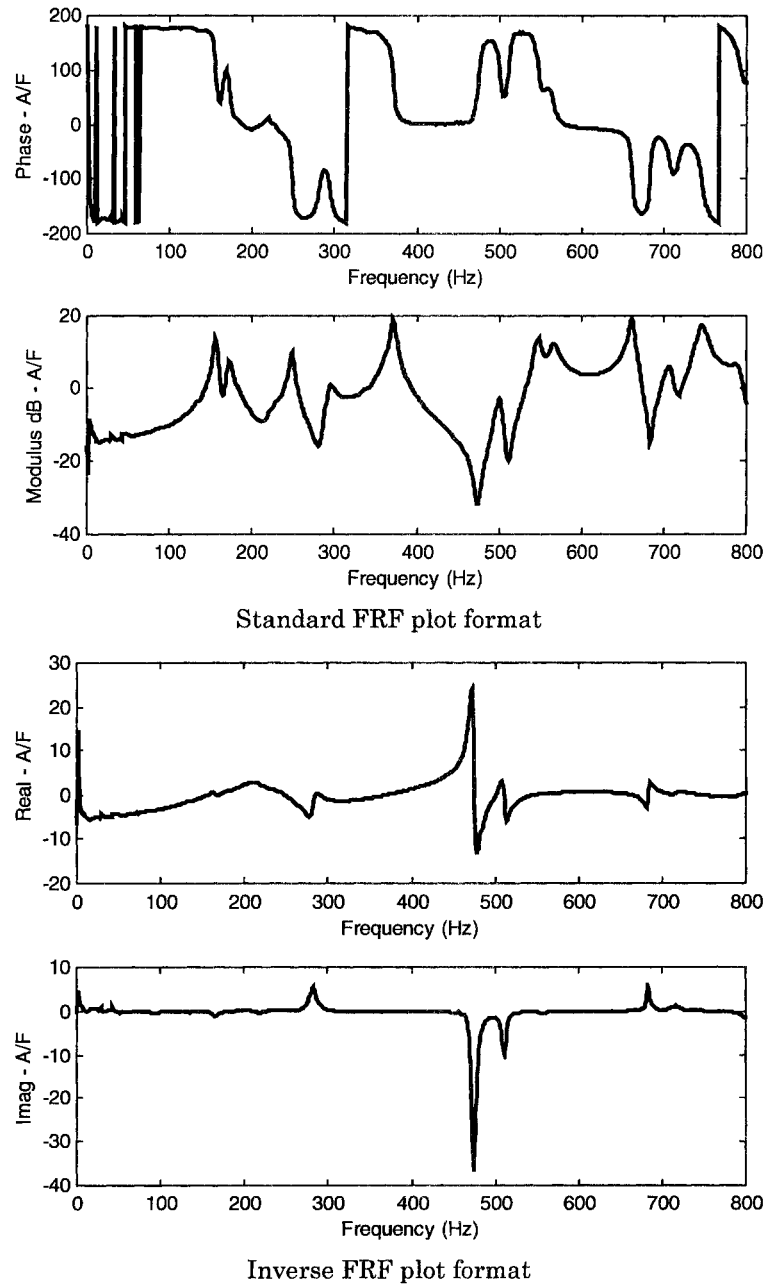 200
100
0
-100
-200
Phase - A/F
0 100 200 300 400 500 600 700 800
Frequency (Hz)
20
0
-20
-40
Modulus dB - A/F
0 100 200 300 400 500 600 700 800
Frequency (Hz)
Standard FRF plot format
30
20
10
0
-10
-20
Real - A/F
0 100 200 300 400 500 600 700 800
Frequency (Hz)
10
0
-10
-20
-30
-40
Imag - A/F
0 100 200 300 400 500 600 700 800
Frequency (Hz)
Inverse FRF plot format